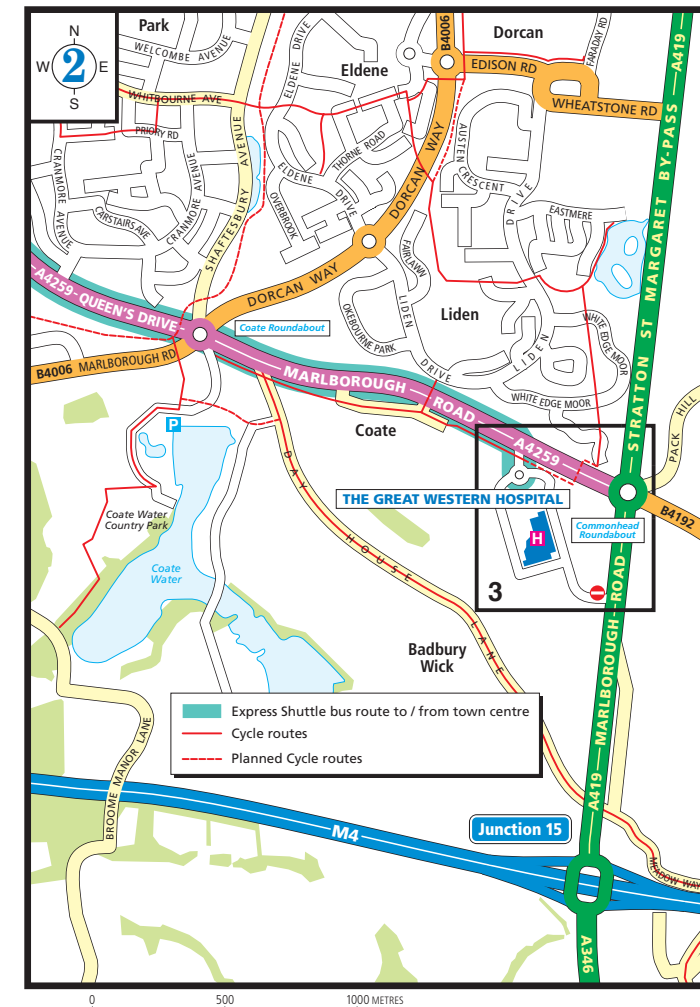 N
W 2 E
S
Park
WELCOMBE AVENUE
WHITBOURNE AVE
PRIORY RD
CRANMORE AVENUE
CARSTAIRS AVE
CRANMORE AVENUE
SHAFTESBURY AVENUE
ELDENE DRIVE
Eldene
ELDENE DRIVE
THORNE ROAD
OVERBROOK
B4006
Dorcan
EDISON RD
FARADAY RD
WHEATSTONE RD
A419
STRATTON ST MARGARET BY-PASS
DORCAN WAY
DORCAN WAY
AUSTEN CRESCENT
DRIVE
EASTMERE
FAIRLAWN
LIDEN DRIVE
OKEBOURNE PARK
Liden
LIDEN
WHITE EDGE MOOR
WHITE EDGE MOOR
A4259-QUEEN'S DRIVE
Coate Roundabout
B4006 MARLBOROUGH RD
MARLBOROUGH ROAD
A4259
PACK HILL
P
Coate
THE GREAT WESTERN HOSPITAL
H
3
Commonhead
Roundabout
B4192
Coate Water
Country Park
Coate
Water
DAY HOUSE LANE
Badbury
Wick
Express Shuttle bus route to / from town centre
Cycle routes
Planned Cycle routes
BROOME MANOR LANE
A419 MARLBOROUGH ROAD
M4
Junction 15
MEADOW WAY
A346
0 500 1000 METRES